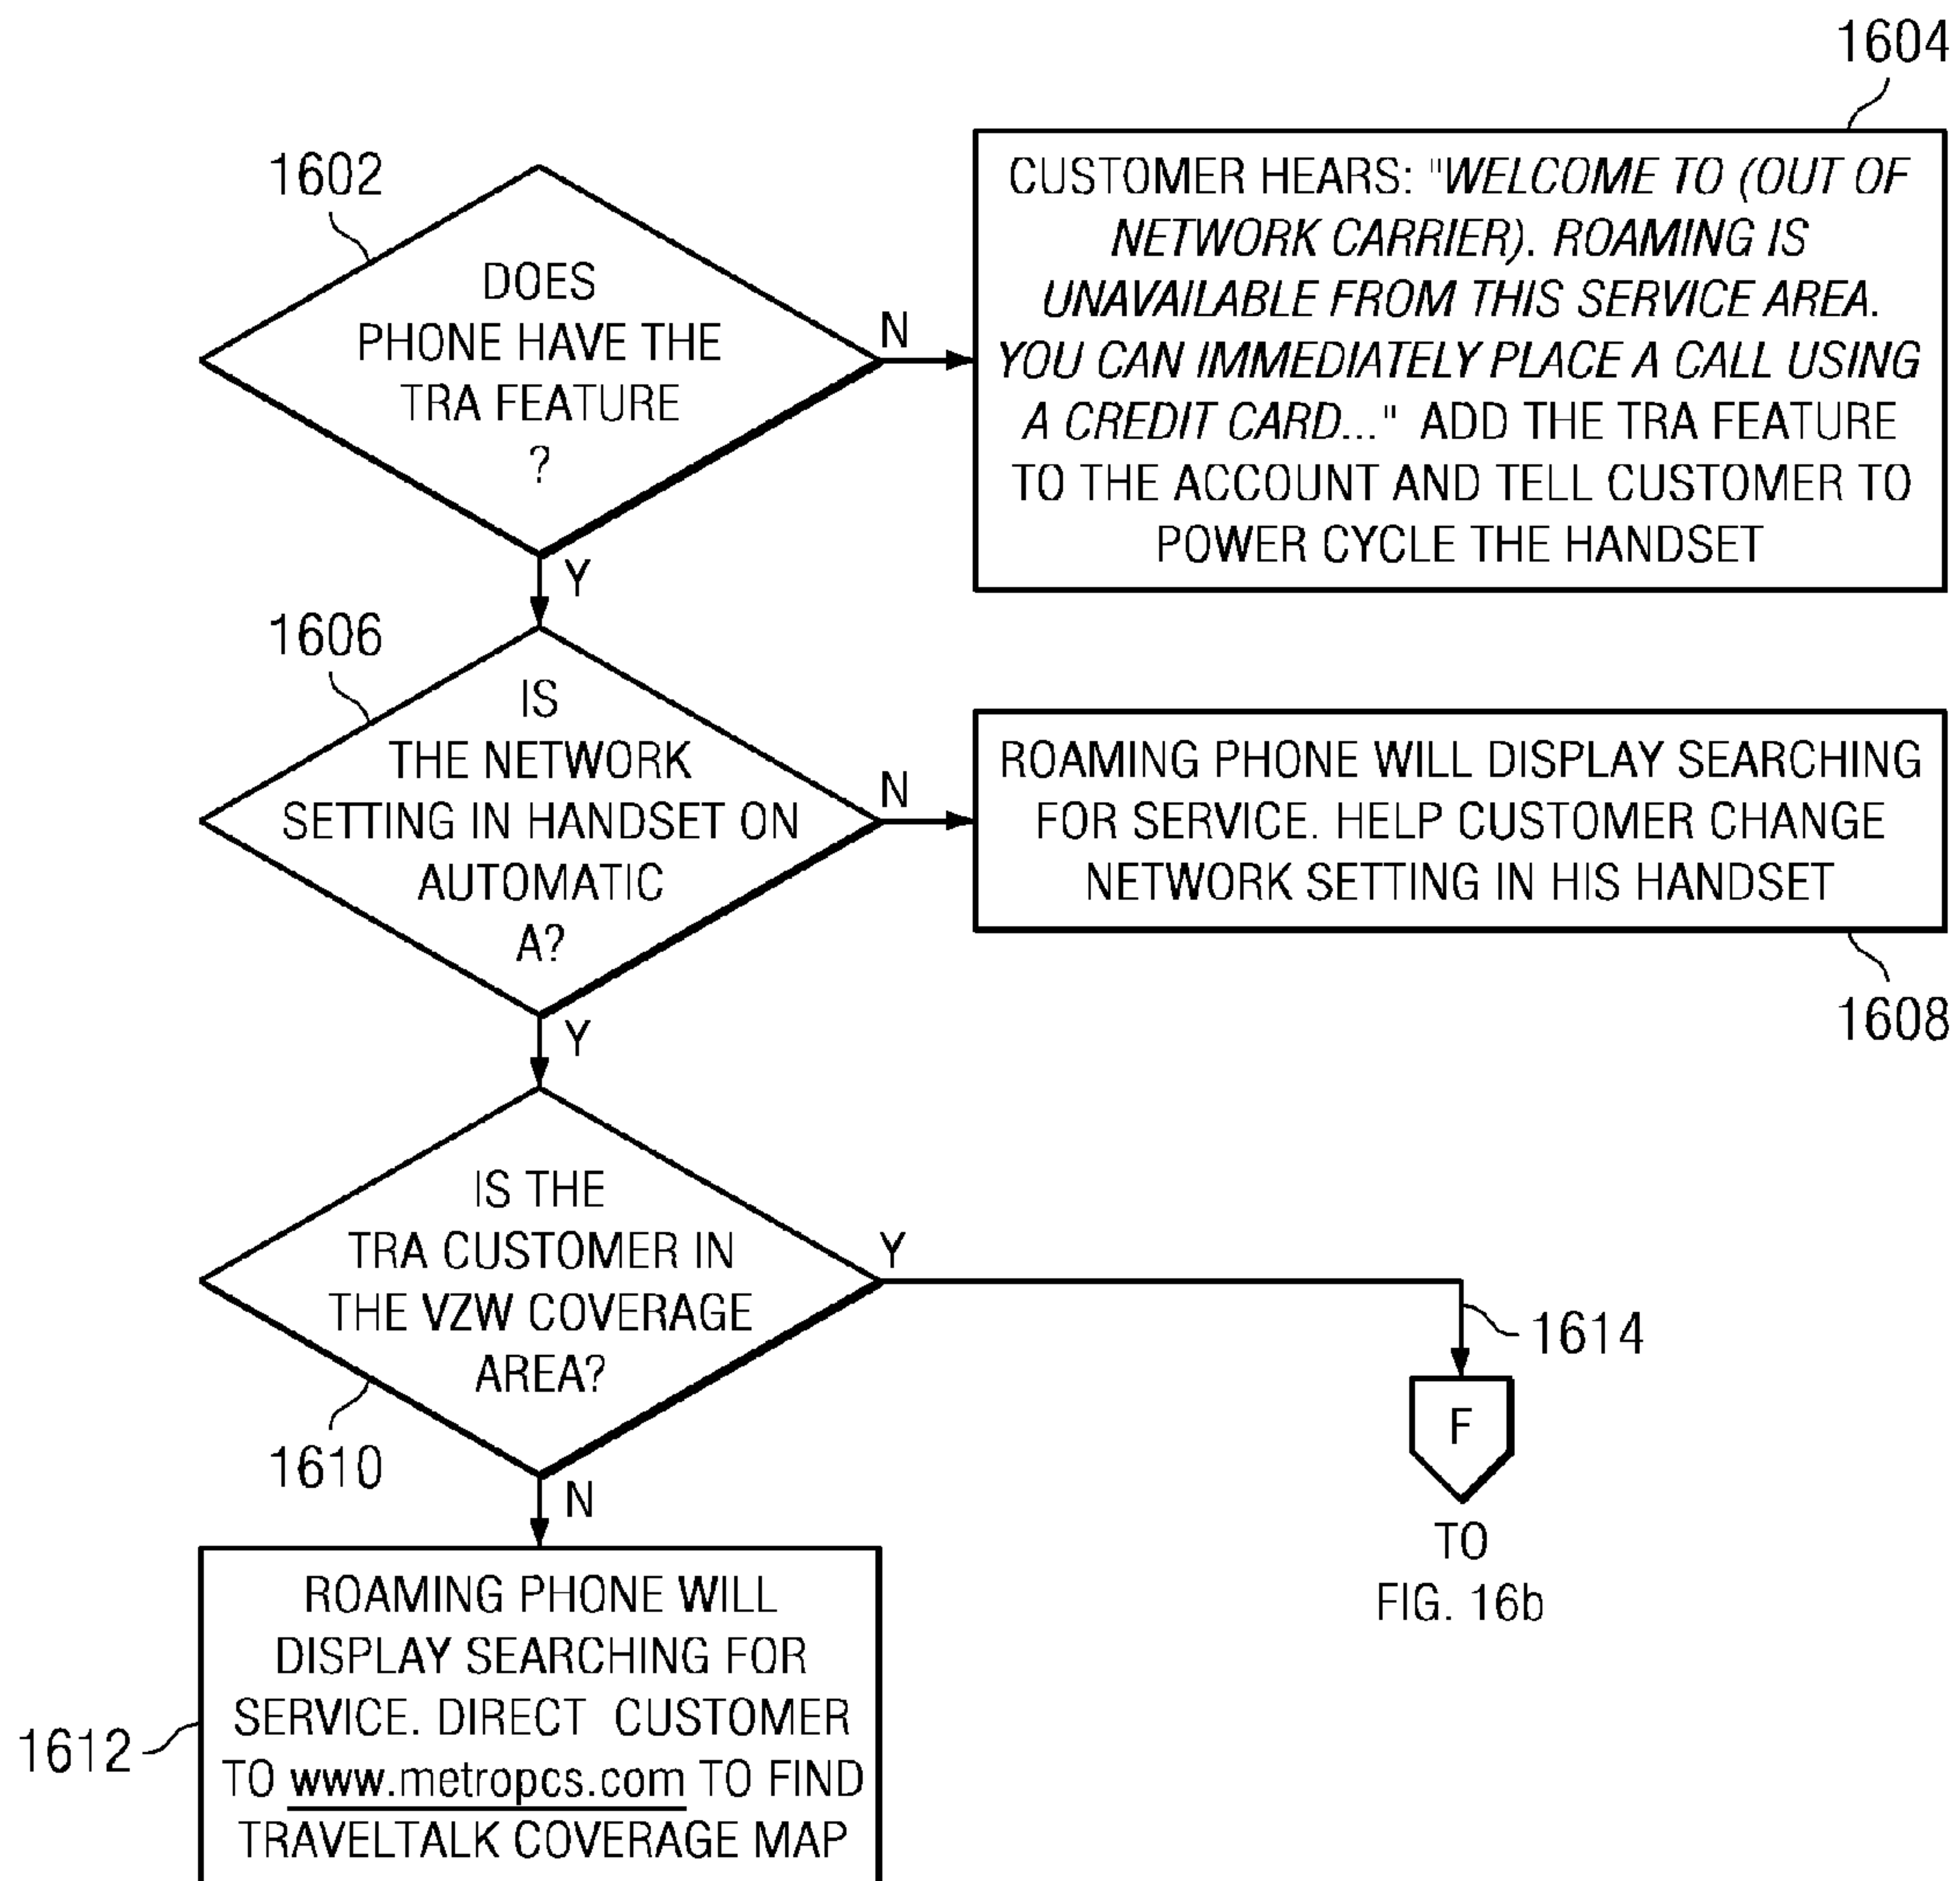 1604
CUSTOMER HEARS: "WELCOME TO (OUT OF
NETWORK CARRIER). ROAMING IS
UNAVAILABLE FROM THIS SERVICE AREA.
YOU CAN IMMEDIATELY PLACE A CALL USING
A CREDIT CARD..." ADD THE TRA FEATURE
TO THE ACCOUNT AND TELL CUSTOMER TO
POWER CYCLE THE HANDSET
1602
DOES
PHONE HAVE THE
TRA FEATURE
?
N
Y
1606
IS
THE NETWORK
SETTING IN HANDSET ON
AUTOMATIC
A?
N
ROAMING PHONE WILL DISPLAY SEARCHING
FOR SERVICE. HELP CUSTOMER CHANGE
NETWORK SETTING IN HIS HANDSET
1608
Y
IS THE
TRA CUSTOMER IN
THE VZW COVERAGE
AREA?
1610
Y
1614
F
TO
FIG. 16b
N
ROAMING PHONE WILL
DISPLAY SEARCHING FOR
SERVICE. DIRECT CUSTOMER
TO www.metropcs.com TO FIND
TRAVELTALK COVERAGE MAP
1612